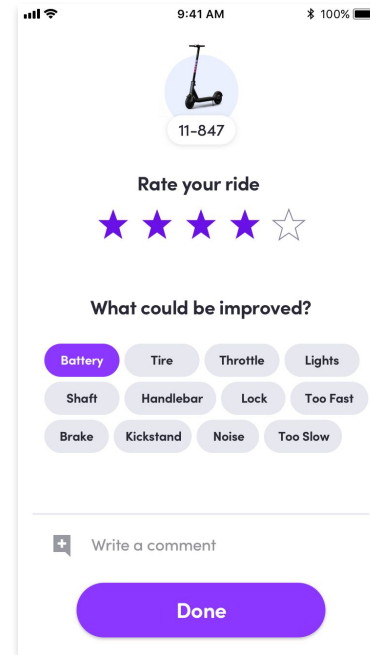 9:41 AM 100%
11-847
Rate your ride
What could be improved?
Battery Tire Throttle Lights
Shaft Handlebar Lock Too Fast
Brake Kickstand Noise Too Slow
Write a comment
Done